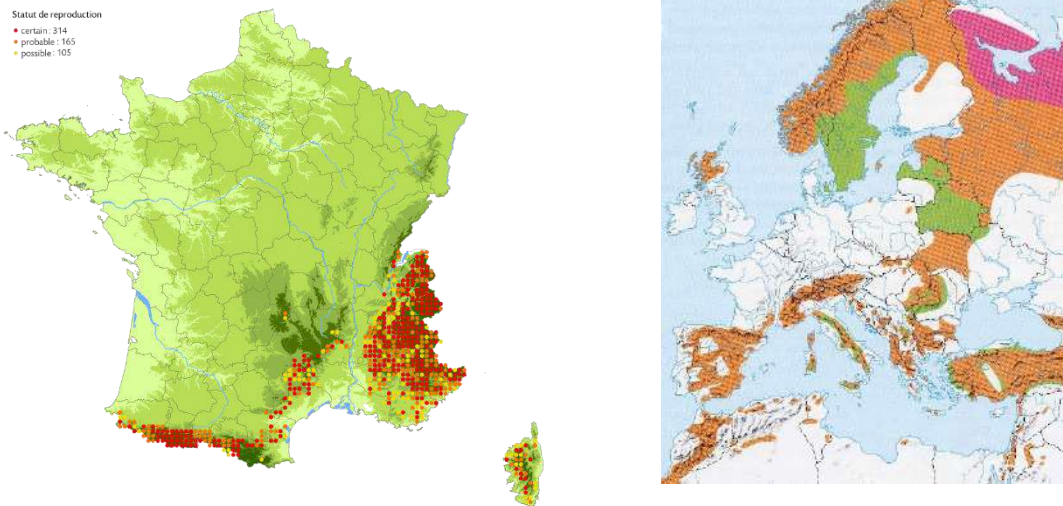 Statut de reproduction
certain : 314
probable : 165
possible : 105